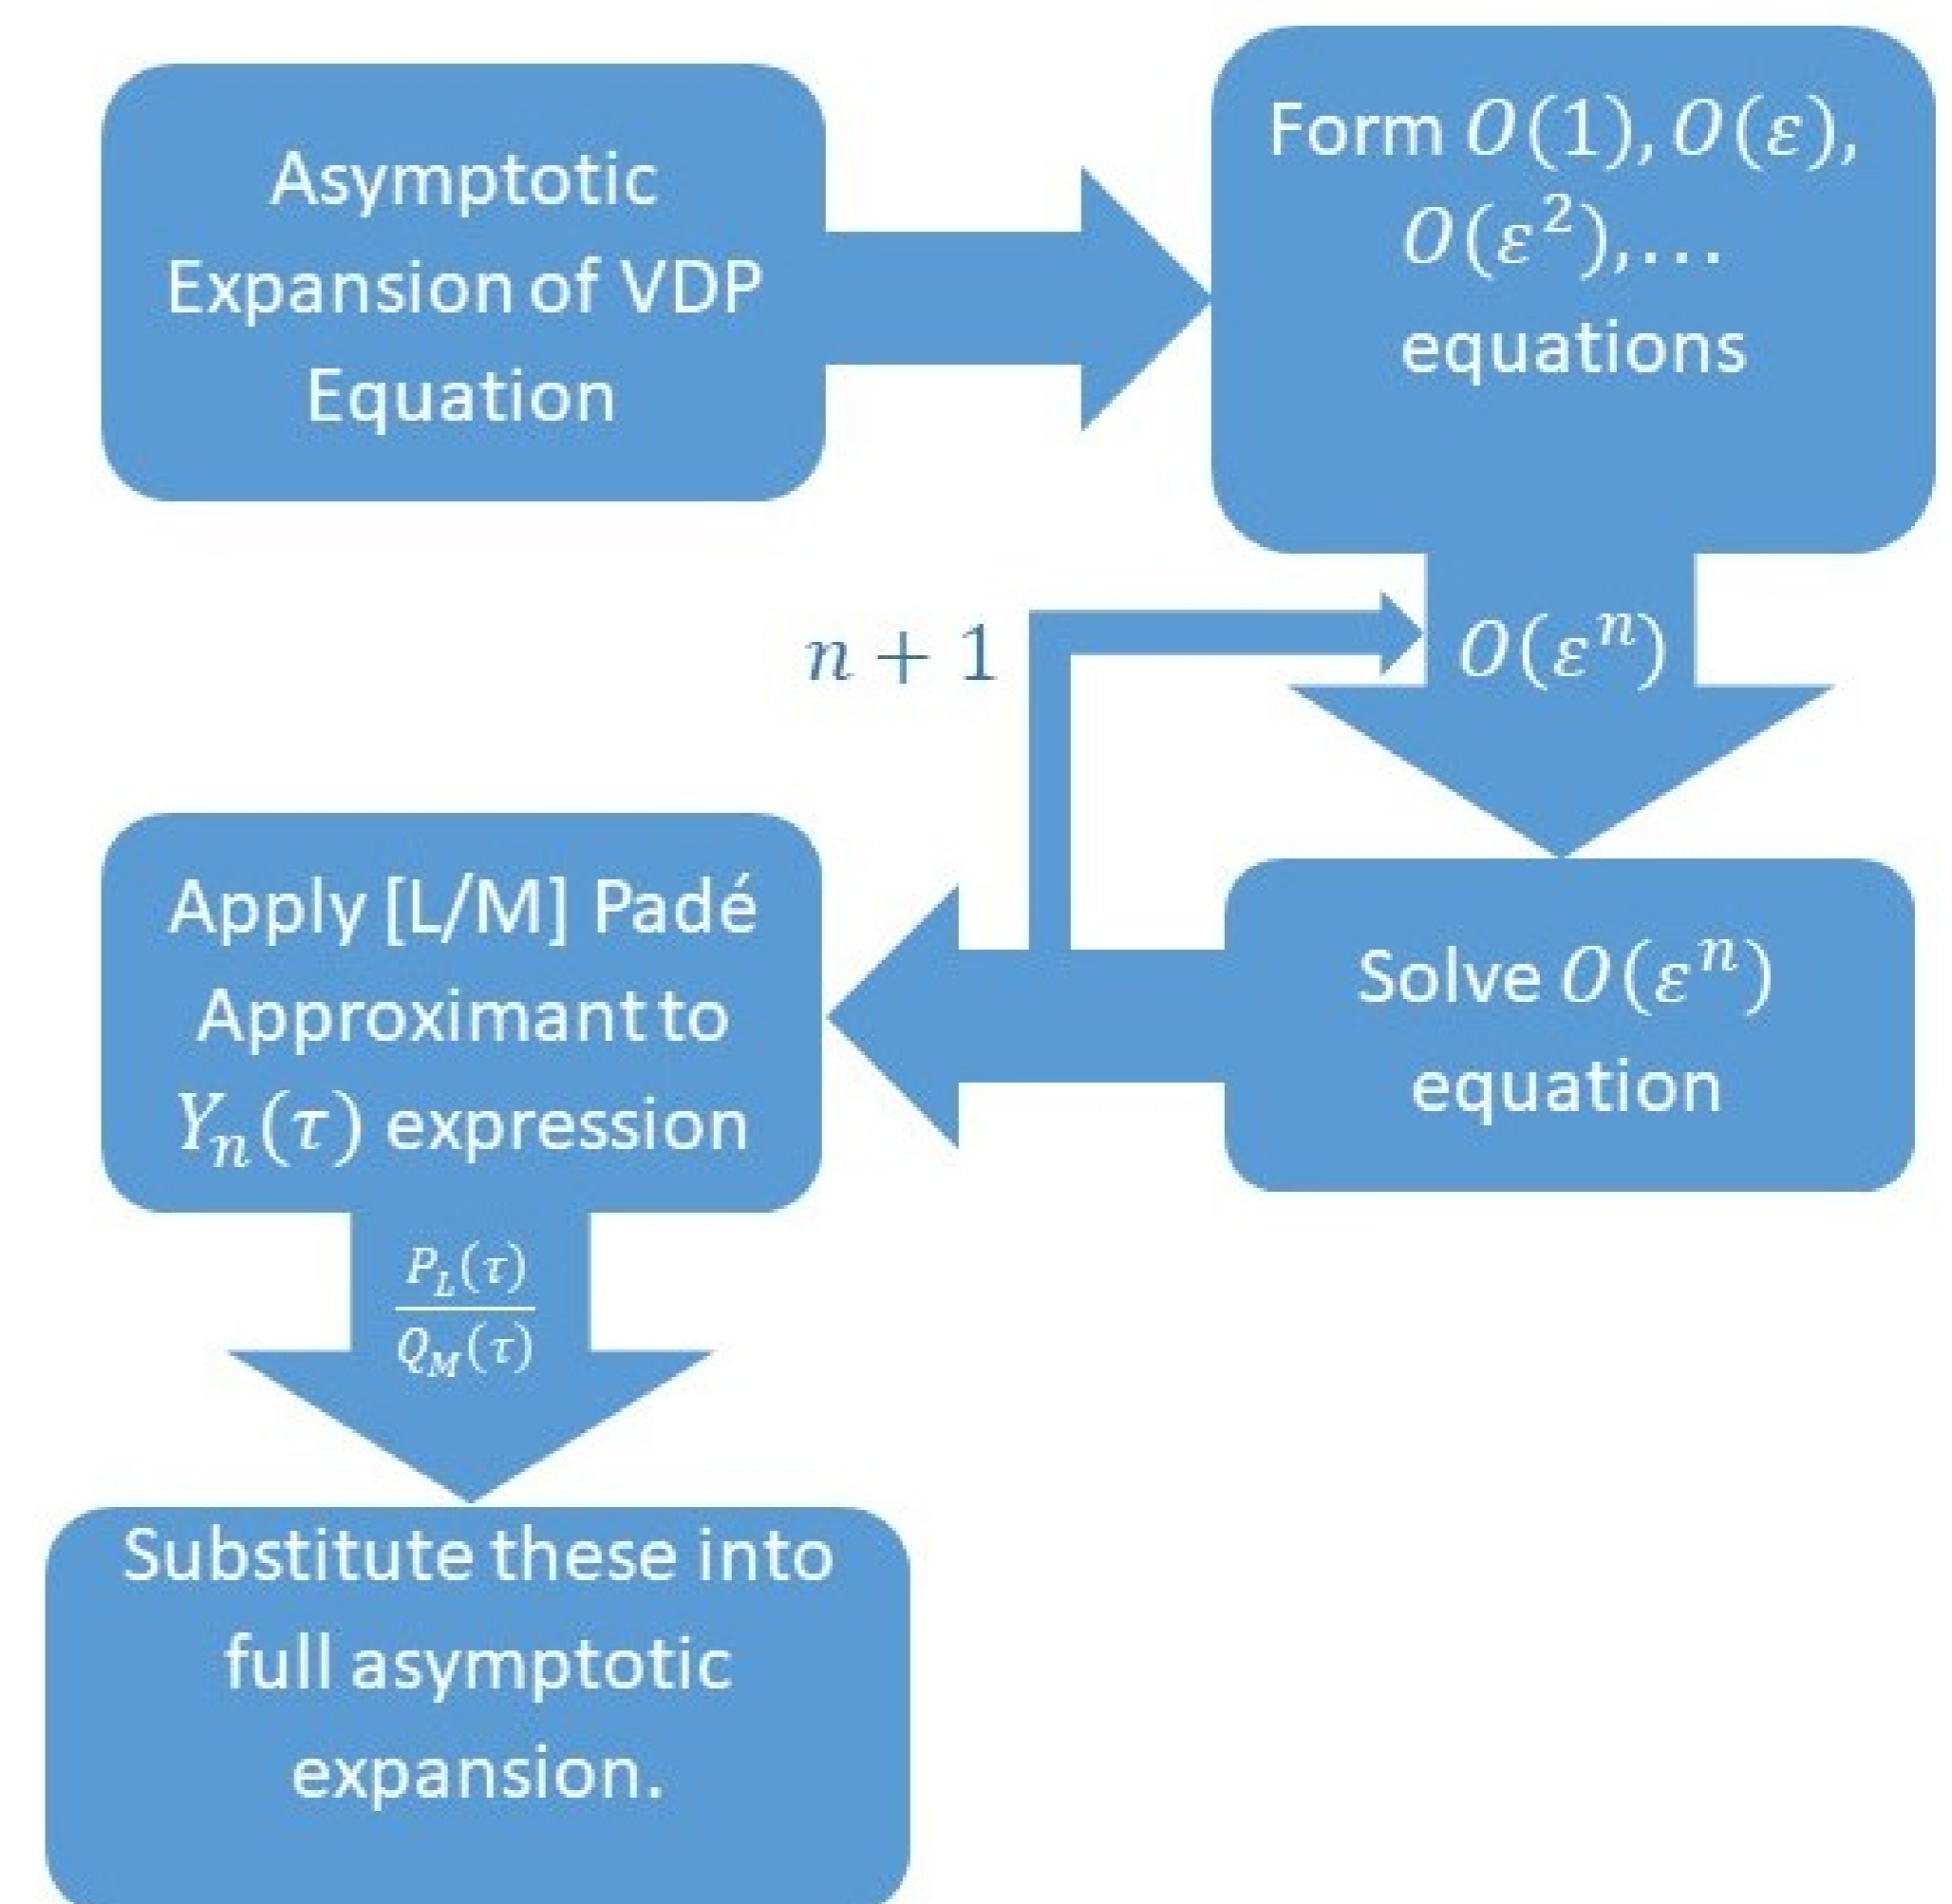 Asymptotic
Expansion of VDP
Equation
Form O(1), O(ε),
O(ε²),...
equations
n + 1
O(εⁿ)
Solve O(εⁿ)
equation
Apply [L/M] Padé
Approximant to
Yₙ(τ) expression
P_L(τ)
Q_M(τ)
Substitute these into
full asymptotic
expansion.